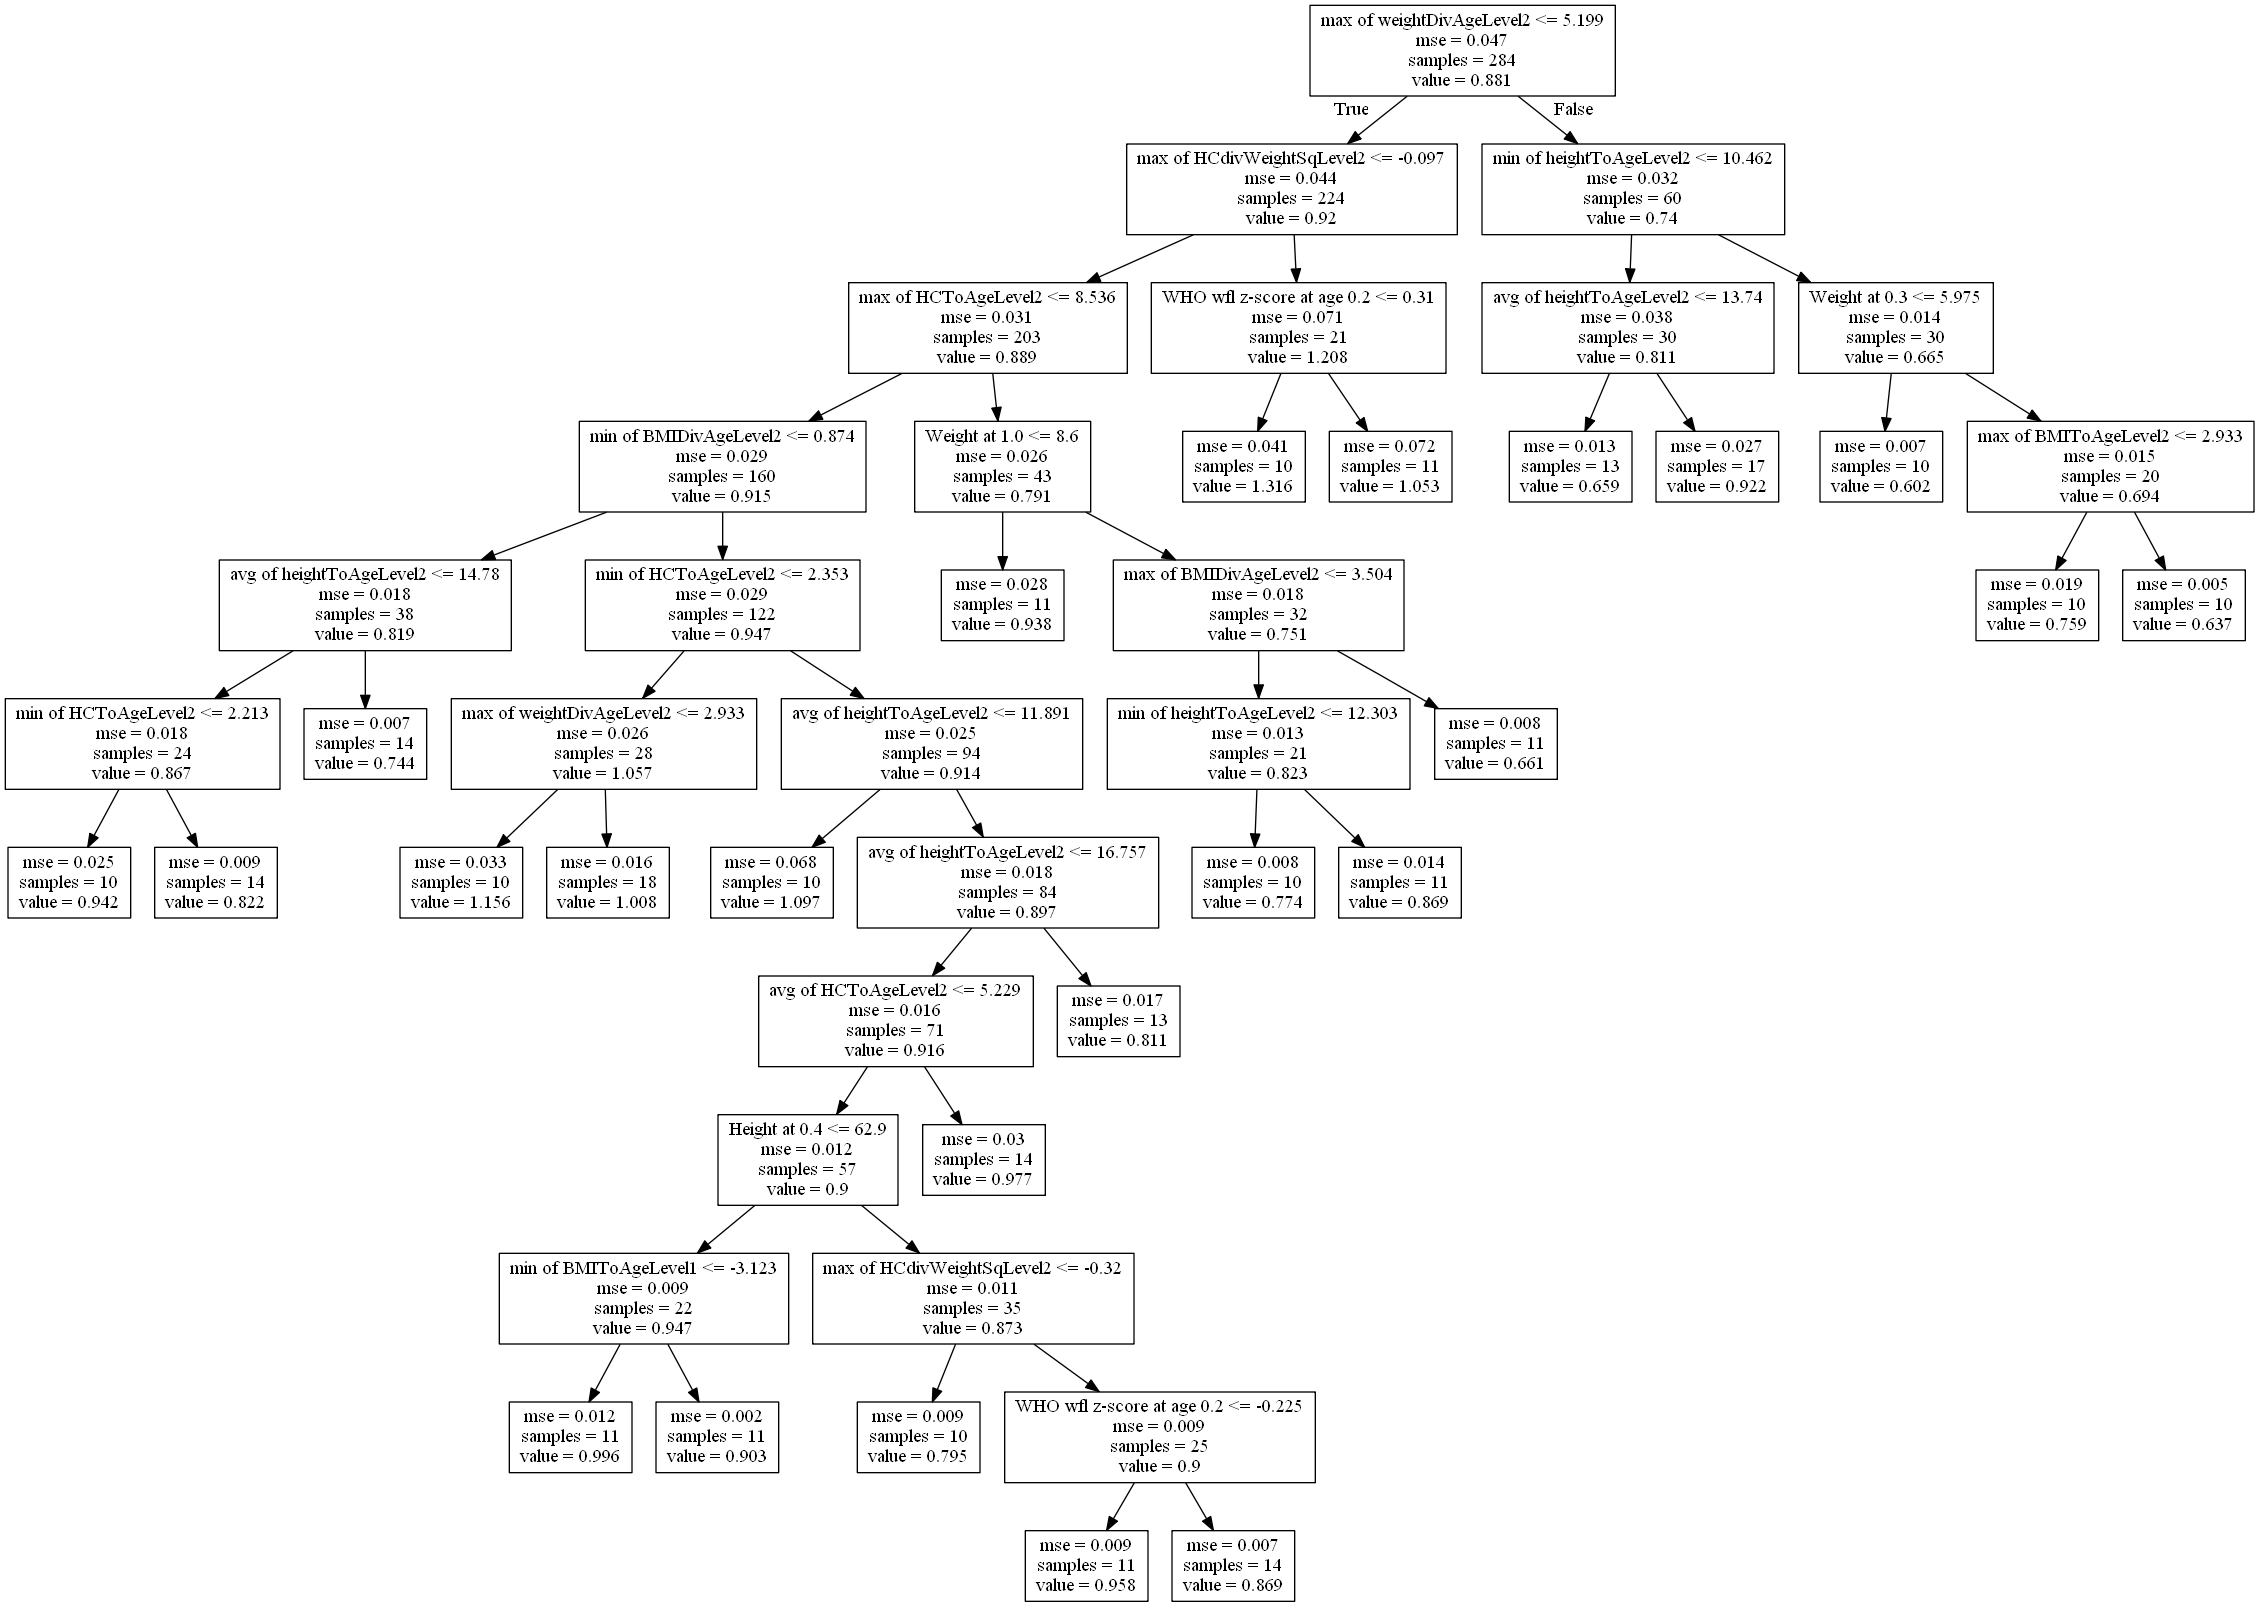 max of weightDivAgeLevel2 <= 5.199
mse = 0.047
samples = 284
value = 0.881
True
False
max of HCdivWeightSqLevel2 <= -0.097
mse = 0.044
samples = 224
value = 0.92
min of heightToAgeLevel2 <= 10.462
mse = 0.032
samples = 60
value = 0.74
max of HCToAgeLevel2 <= 8.536
mse = 0.031
samples = 203
value = 0.889
WHO wfl z-score at age 0.2 <= 0.31
mse = 0.071
samples = 21
value = 1.208
avg of heightToAgeLevel2 <= 13.74
mse = 0.038
samples = 30
value = 0.811
Weight at 0.3 <= 5.975
mse = 0.014
samples = 30
value = 0.665
min of BMIDivAgeLevel2 <= 0.874
mse = 0.029
samples = 160
value = 0.915
Weight at 1.0 <= 8.6
mse = 0.026
samples = 43
value = 0.791
mse = 0.041
samples = 10
value = 1.316
mse = 0.072
samples = 11
value = 1.053
mse = 0.013
samples = 13
value = 0.659
mse = 0.027
samples = 17
value = 0.922
mse = 0.007
samples = 10
value = 0.602
max of BMIToAgeLevel2 <= 2.933
mse = 0.015
samples = 20
value = 0.694
avg of heightToAgeLevel2 <= 14.78
mse = 0.018
samples = 38
value = 0.819
min of HCToAgeLevel2 <= 2.353
mse = 0.029
samples = 122
value = 0.947
mse = 0.028
samples = 11
value = 0.938
max of BMIDivAgeLevel2 <= 3.504
mse = 0.018
samples = 32
value = 0.751
mse = 0.019
samples = 10
value = 0.759
mse = 0.005
samples = 10
value = 0.637
min of HCToAgeLevel2 <= 2.213
mse = 0.018
samples = 24
value = 0.867
mse = 0.007
samples = 14
value = 0.744
max of weightDivAgeLevel2 <= 2.933
mse = 0.026
samples = 28
value = 1.057
avg of heightToAgeLevel2 <= 11.891
mse = 0.025
samples = 94
value = 0.914
min of heightToAgeLevel2 <= 12.303
mse = 0.013
samples = 21
value = 0.823
mse = 0.008
samples = 11
value = 0.661
mse = 0.025
samples = 10
value = 0.942
mse = 0.009
samples = 14
value = 0.822
mse = 0.033
samples = 10
value = 1.156
mse = 0.016
samples = 18
value = 1.008
mse = 0.068
samples = 10
value = 1.097
avg of heightToAgeLevel2 <= 16.757
mse = 0.018
samples = 84
value = 0.897
mse = 0.008
samples = 10
value = 0.774
mse = 0.014
samples = 11
value = 0.869
avg of HCToAgeLevel2 <= 5.229
mse = 0.016
samples = 71
value = 0.916
mse = 0.017
samples = 13
value = 0.811
Height at 0.4 <= 62.9
mse = 0.012
samples = 57
value = 0.9
mse = 0.03
samples = 14
value = 0.977
min of BMIToAgeLevel1 <= -3.123
mse = 0.009
samples = 22
value = 0.947
max of HCdivWeightSqLevel2 <= -0.32
mse = 0.011
samples = 35
value = 0.873
mse = 0.012
samples = 11
value = 0.996
mse = 0.002
samples = 11
value = 0.903
mse = 0.009
samples = 10
value = 0.795
WHO wfl z-score at age 0.2 <= -0.225
mse = 0.009
samples = 25
value = 0.9
mse = 0.009
samples = 11
value = 0.958
mse = 0.007
samples = 14
value = 0.869